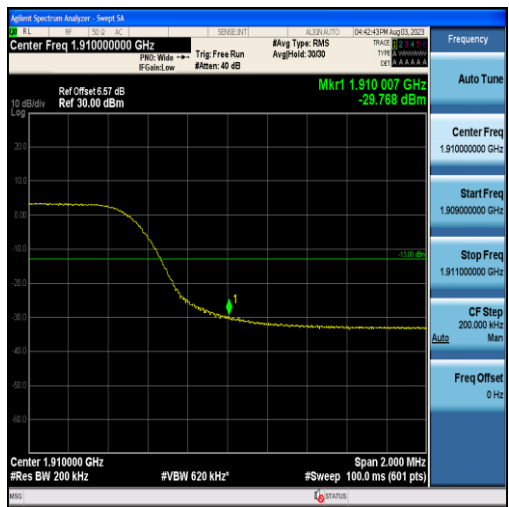 Agilent Spectrum Analyzer - Swept SA
RL RF 50 Ω AC SENSE:INT ALIGN AUTO 04:42:43 PM Aug 03, 2023
Center Freq 1.910000000 GHz
PNO: Wide
IFGain:Low
Trig: Free Run
#Atten: 40 dB
#Avg Type: RMS
Avg|Hold: 30/30
TRACE 1 2 3 4 5 6
TYPE A WWWWW
DET A A A A A A
Ref Offset 6.57 dB
Ref 30.00 dBm
10 dB/div
Log
Mkr1 1.910 007 GHz
-29.768 dBm
20.0
10.0
0.00
-10.0
-13.00 dBm
-20.0
1
-30.0
-40.0
-50.0
-60.0
Center 1.910000 GHz
Span 2.000 MHz
#Res BW 200 kHz
#VBW 620 kHz*
#Sweep 100.0 ms (601 pts)
MSG
STATUS
Frequency
Auto Tune
Center Freq
1.910000000 GHz
Start Freq
1.909000000 GHz
Stop Freq
1.911000000 GHz
CF Step
200.000 kHz
Auto Man
Freq Offset
0 Hz